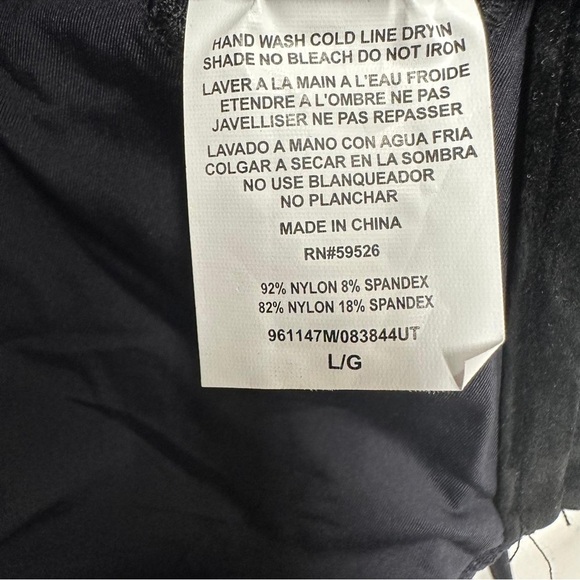 HAND WASH COLD LINE DRYIN
SHADE NO BLEACH DO NOT IRON
LAVER A LA MAIN A L'EAU FROIDE
ETENDRE A L'OMBRE NE PAS
JAVELLISER NE PAS REPASSER
LAVADO A MANO CON AGUA FRIA
COLGAR A SECAR EN LA SOMBRA
NO USE BLANQUEADOR
NO PLANCHAR
MADE IN CHINA
RN#59526
92% NYLON 8% SPANDEX
82% NYLON 18% SPANDEX
961147M/083844UT
L/G